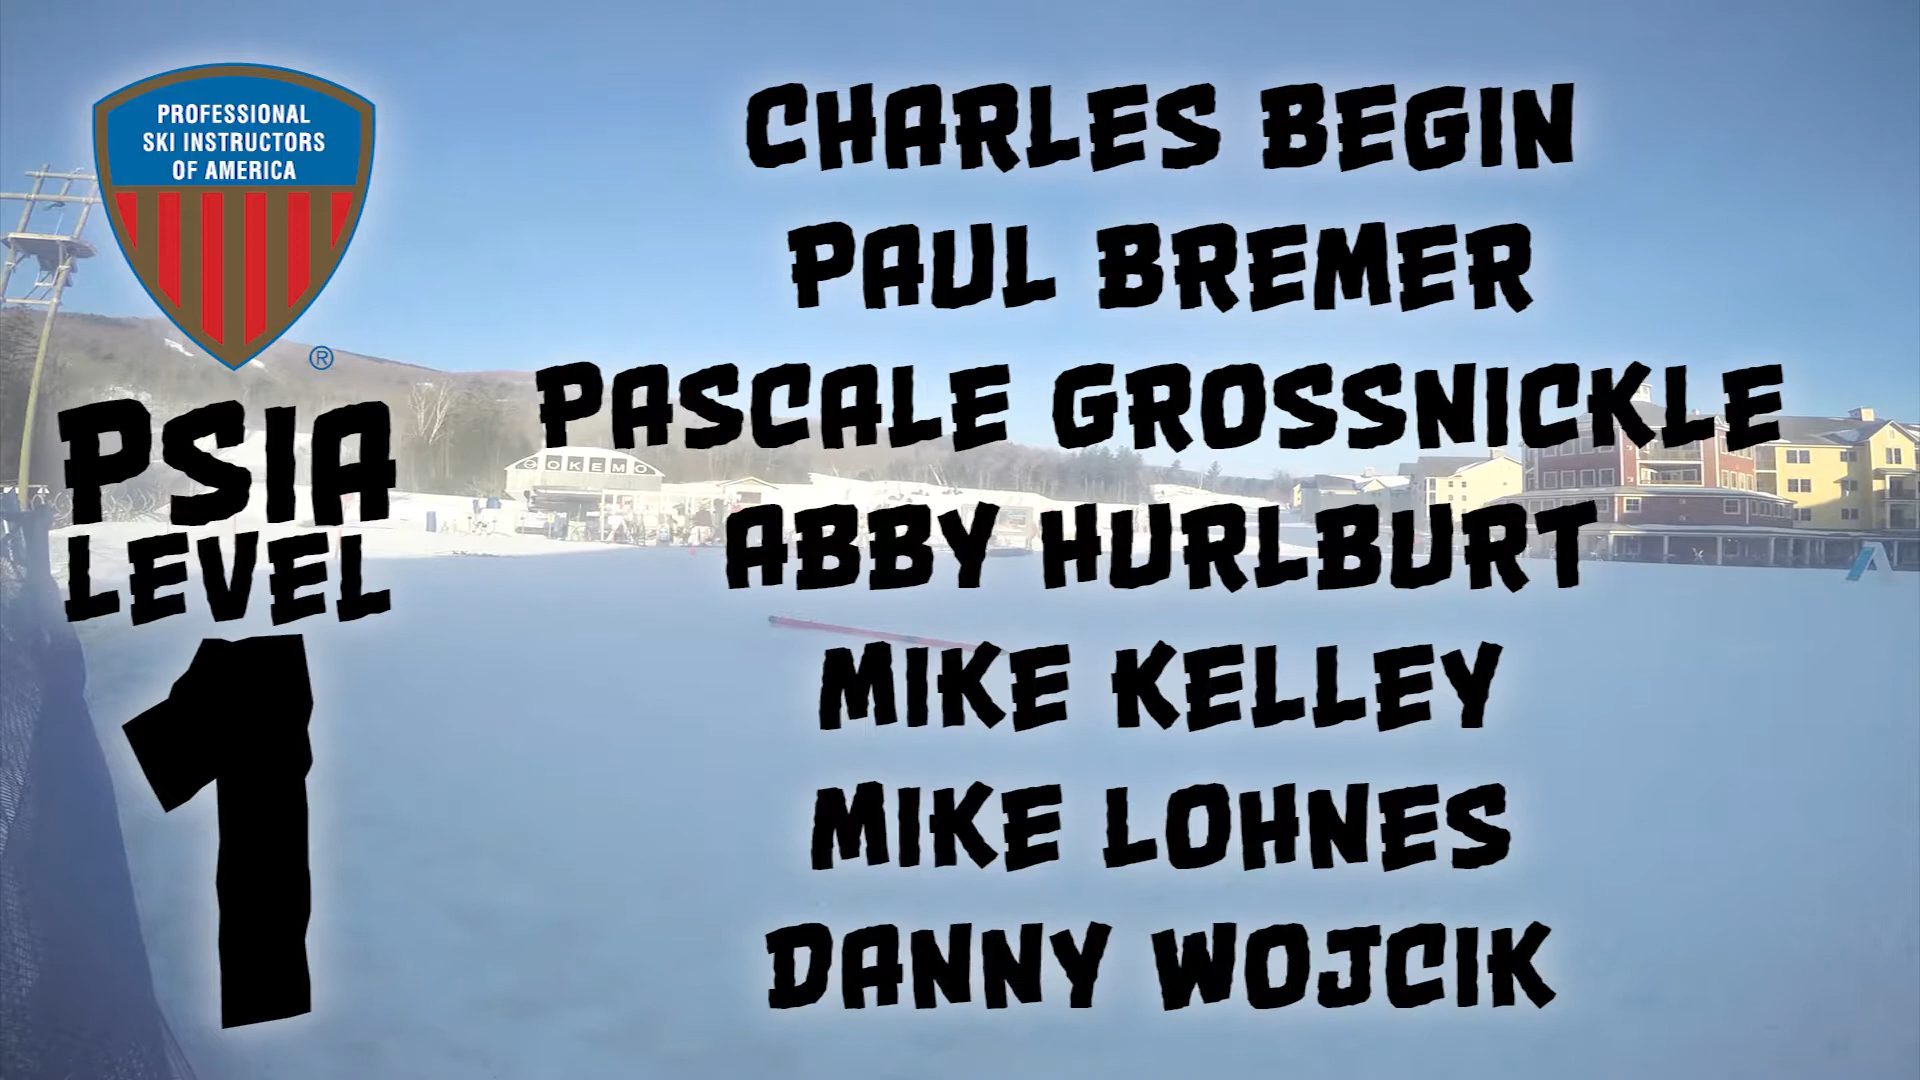 PROFESSIONAL
SKI INSTRUCTORS
OF AMERICA
®
PSIA
LEVEL
1
CHARLES BEGIN
PAUL BREMER
PASCALE GROSSNICKLE
ABBY HURLBURT
MIKE KELLEY
MIKE LOHNES
DANNY WOJCIK
OKEMO